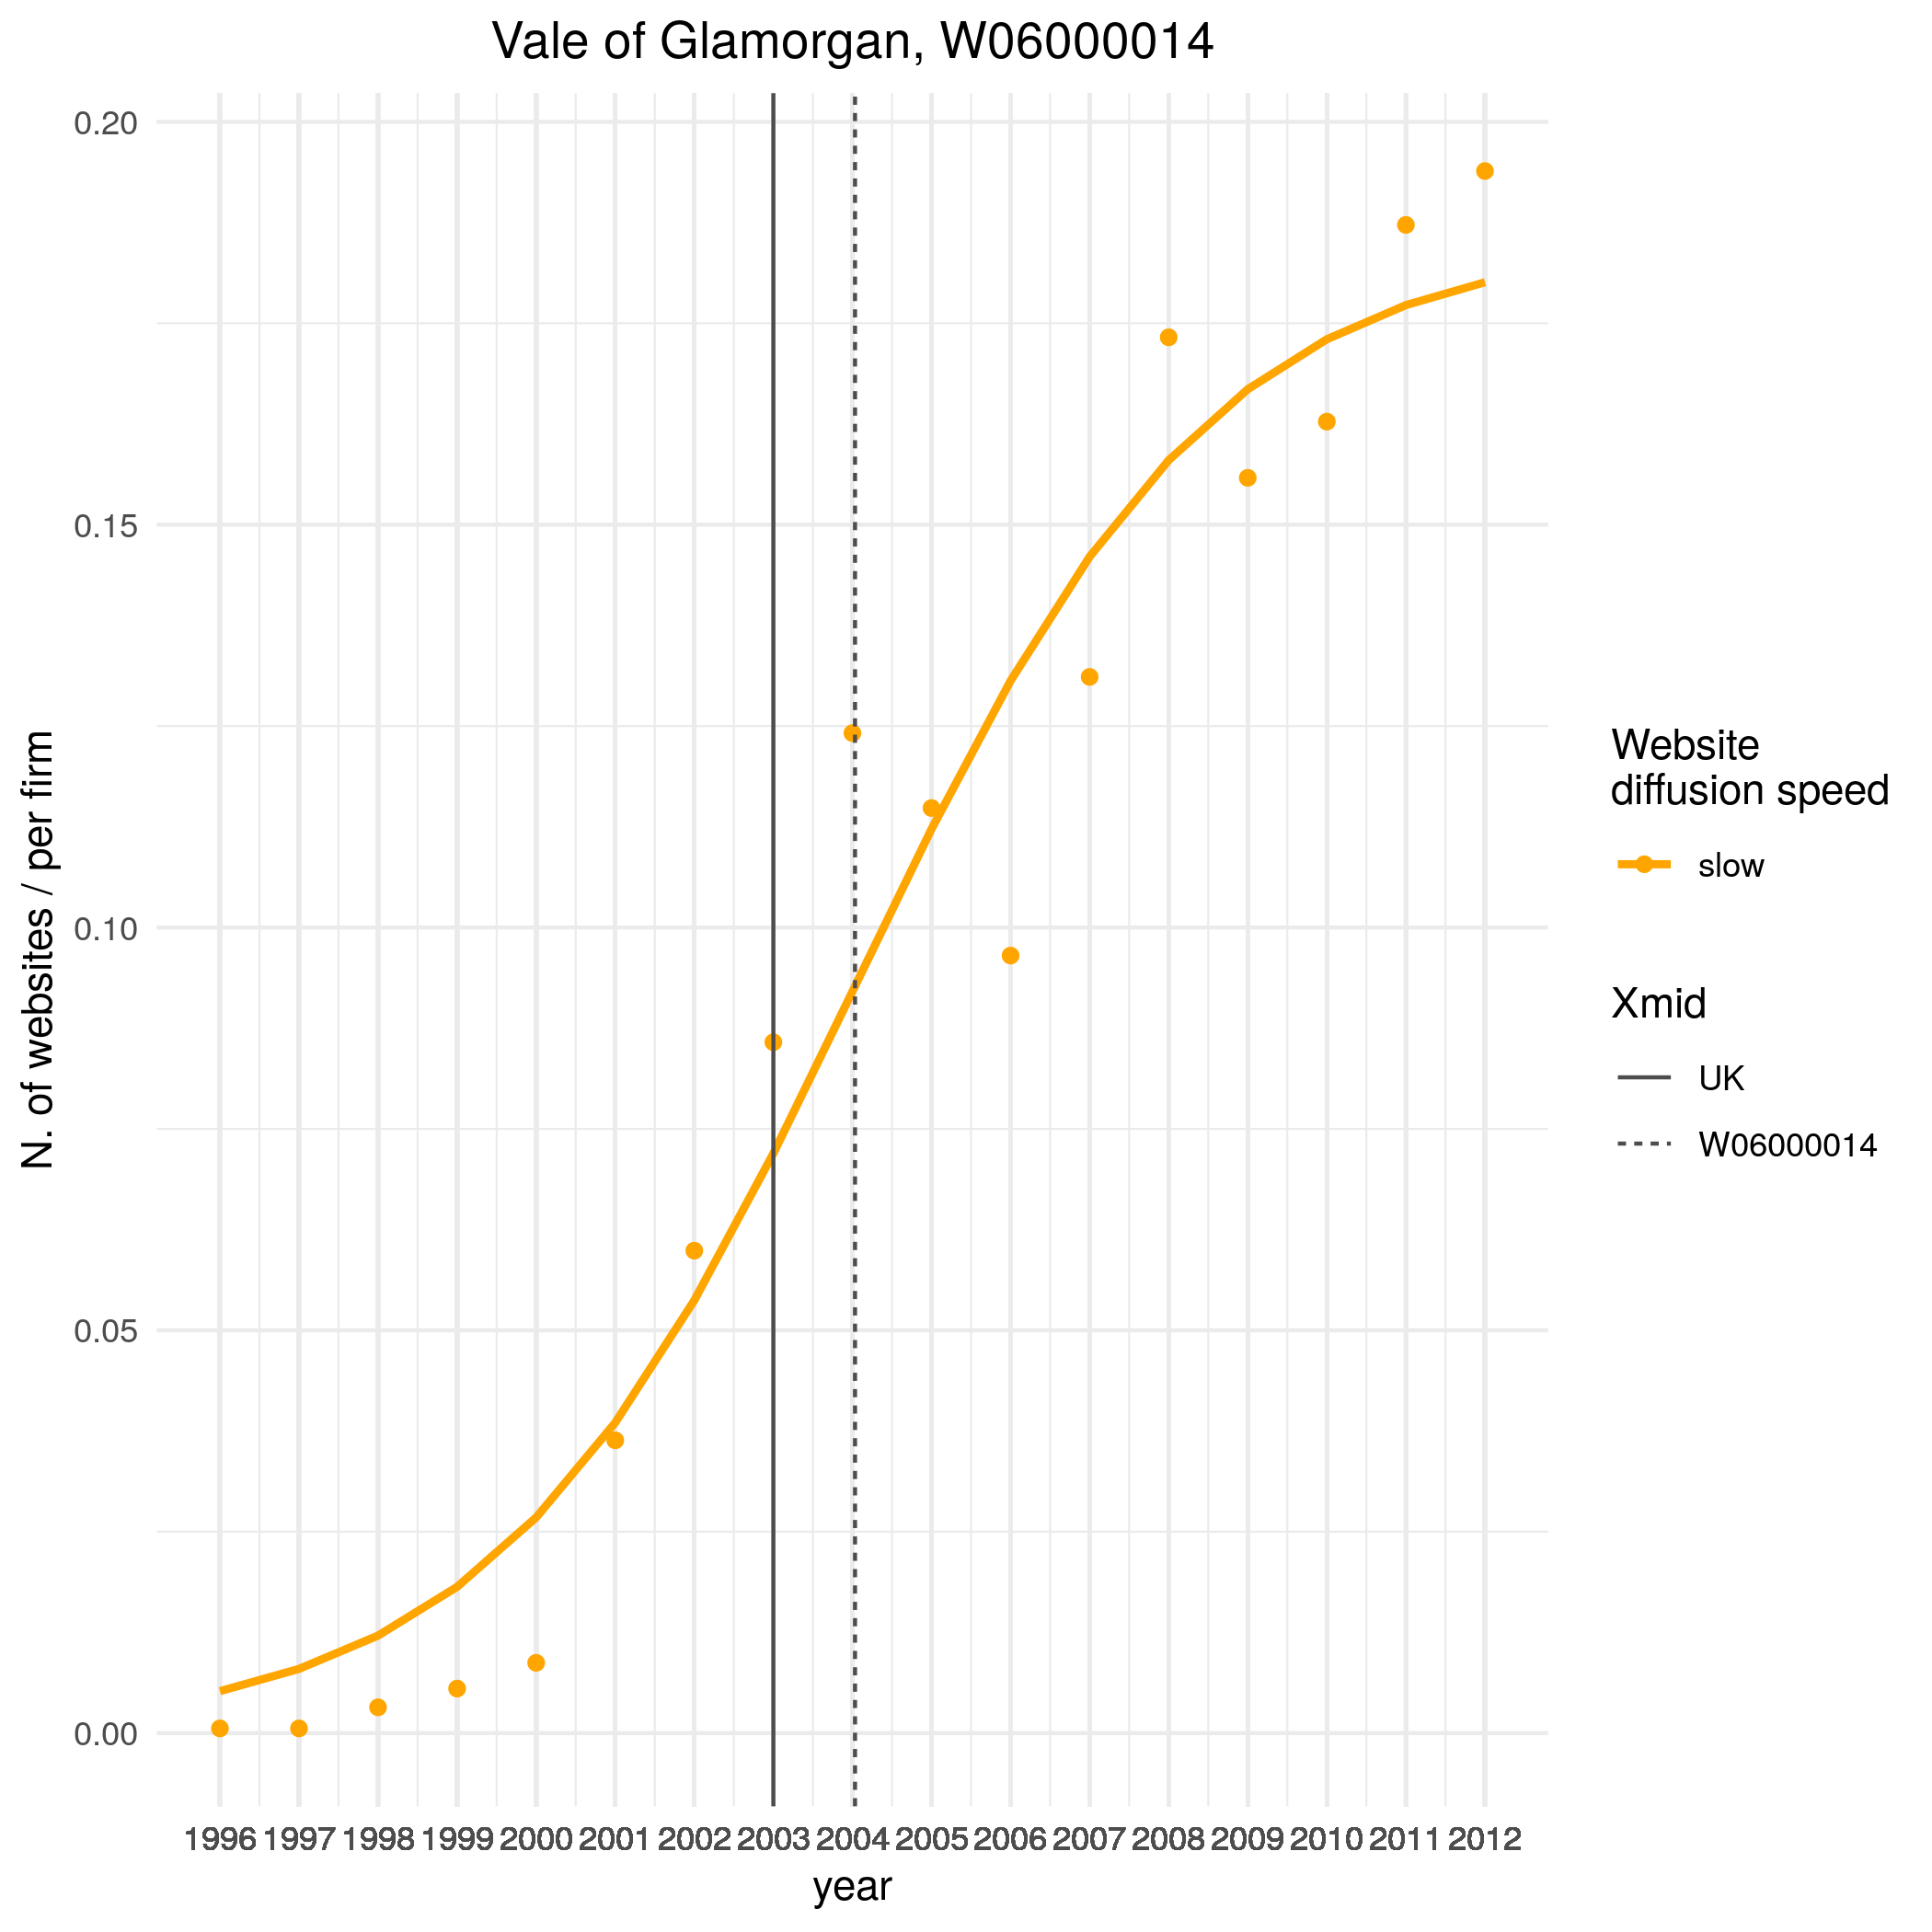 Vale of Glamorgan, W06000014
0.20
0.15
0.10
0.05
0.00
N. of websites / per firm
1996 1997 1998 1999 2000 2001 2002 2003 2004 2005 2006 2007 2008 2009 2010 2011 2012
year
Website
diffusion speed
slow
Xmid
UK
W06000014